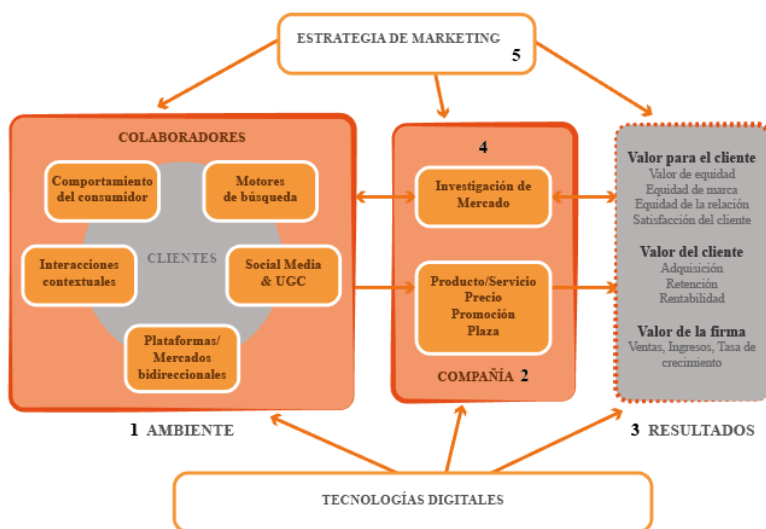 ESTRATEGIA DE MARKETING
5
COLABORADORES
Comportamiento
del consumidor
Motores
de búsqueda
Interacciones
contextuales
CLIENTES
Social Media
& UGC
Plataformas/
Mercados
bidireccionales
1 AMBIENTE
4
Investigación de
Mercado
Producto/Servicio
Precio
Promoción
Plaza
COMPAÑÍA 2
Valor para el cliente
Valor de equidad
Equidad de marca
Equidad de la relación
Satisfacción del cliente
Valor del cliente
Adquisición
Retención
Rentabilidad
Valor de la firma
Ventas, Ingresos, Tasa de
crecimiento
3 RESULTADOS
TECNOLOGÍAS DIGITALES